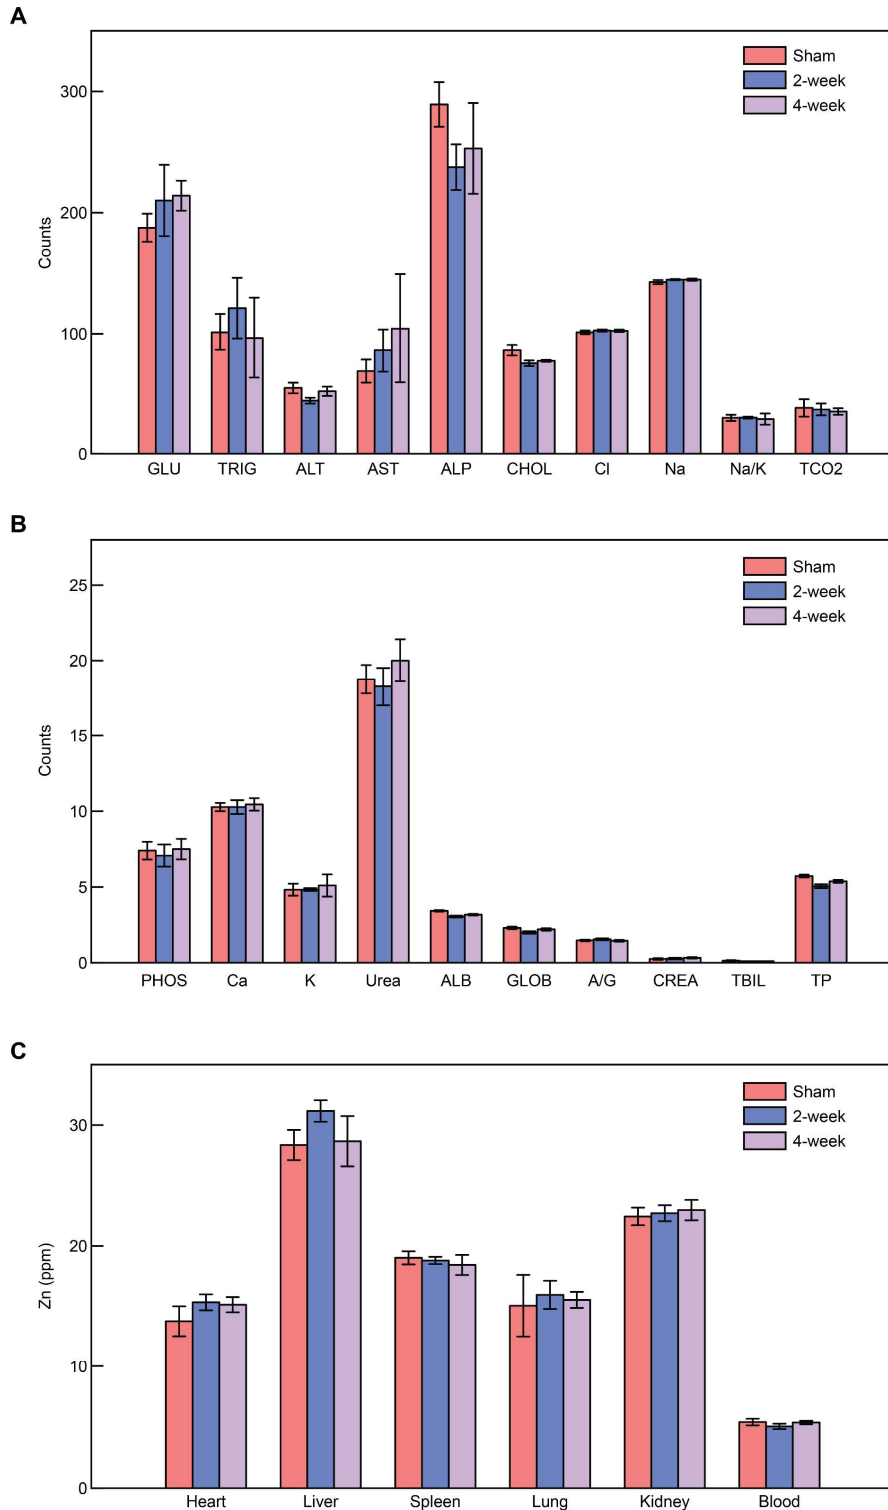 A
Sham
2-week
4-week
300
200
100
0
Counts
GLU TRIG ALT AST ALP CHOL Cl Na Na/K TCO2
B
Sham
2-week
4-week
25
20
15
10
5
0
Counts
PHOS Ca K Urea ALB GLOB A/G CREA TBIL TP
C
Sham
2-week
4-week
30
20
10
0
Zn (ppm)
Heart Liver Spleen Lung Kidney Blood